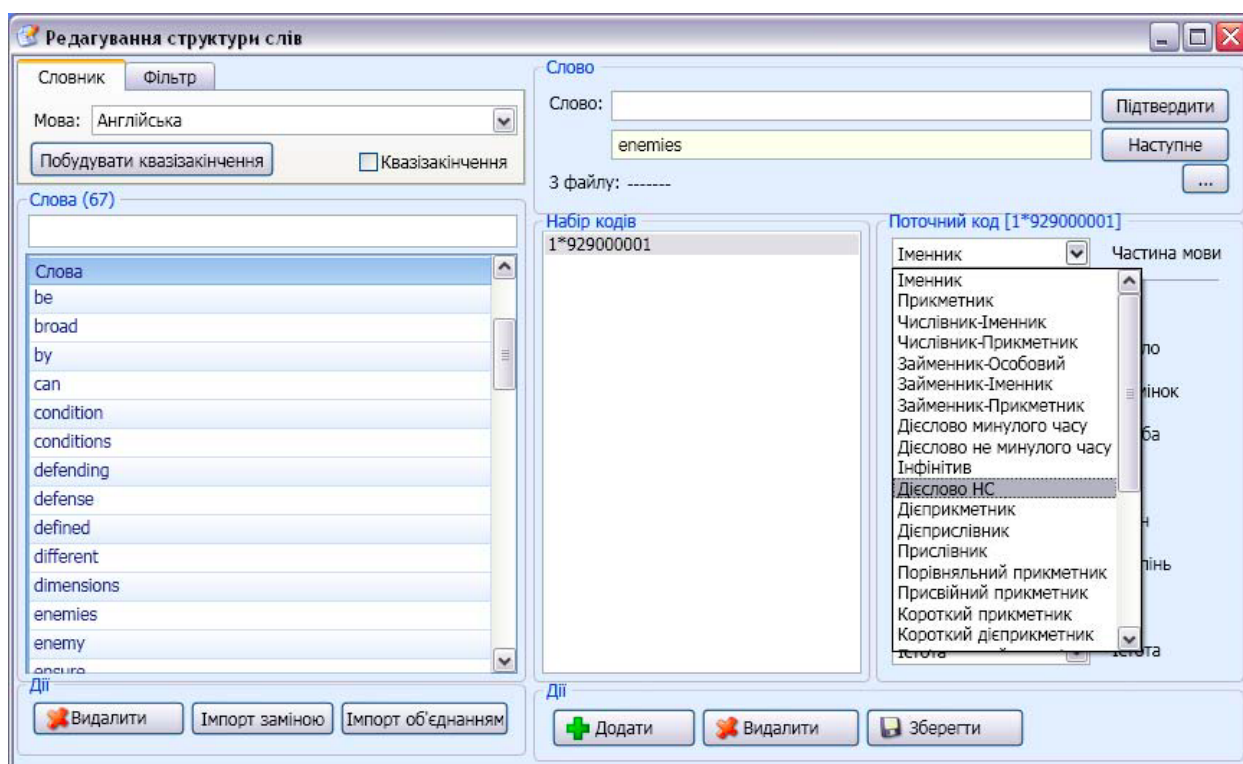 Редагування структури слів
Словник Фільтр
Мова: Англійська
Побудувати квазізакінчення Квазізакінчення
Слова (67)
Слова
be
broad
by
can
condition
conditions
defending
defense
defined
different
dimensions
enemies
enemy
ensure
Дії
Видалити Імпорт заміною Імпорт об'єднанням
Слово
Слово: Підтвердити
enemies Наступне
З файлу: ------- ...
Набір кодів
1*929000001
Поточний код [1*929000001]
Іменник Частина мови
Іменник
Прикметник
Числівник-Іменник
Числівник-Прикметник
Займенник-Особовий
Займенник-Іменник
Займенник-Прикметник
Дієслово минулого часу
Дієслово не минулого часу
Інфінітив
Дієслово НС
Дієприкметник
Дієприслівник
Прислівник
Порівняльний прикметник
Присвійний прикметник
Короткий прикметник
Короткий дієприкметник
Істота Істота
Дії
Додати Видалити Зберегти